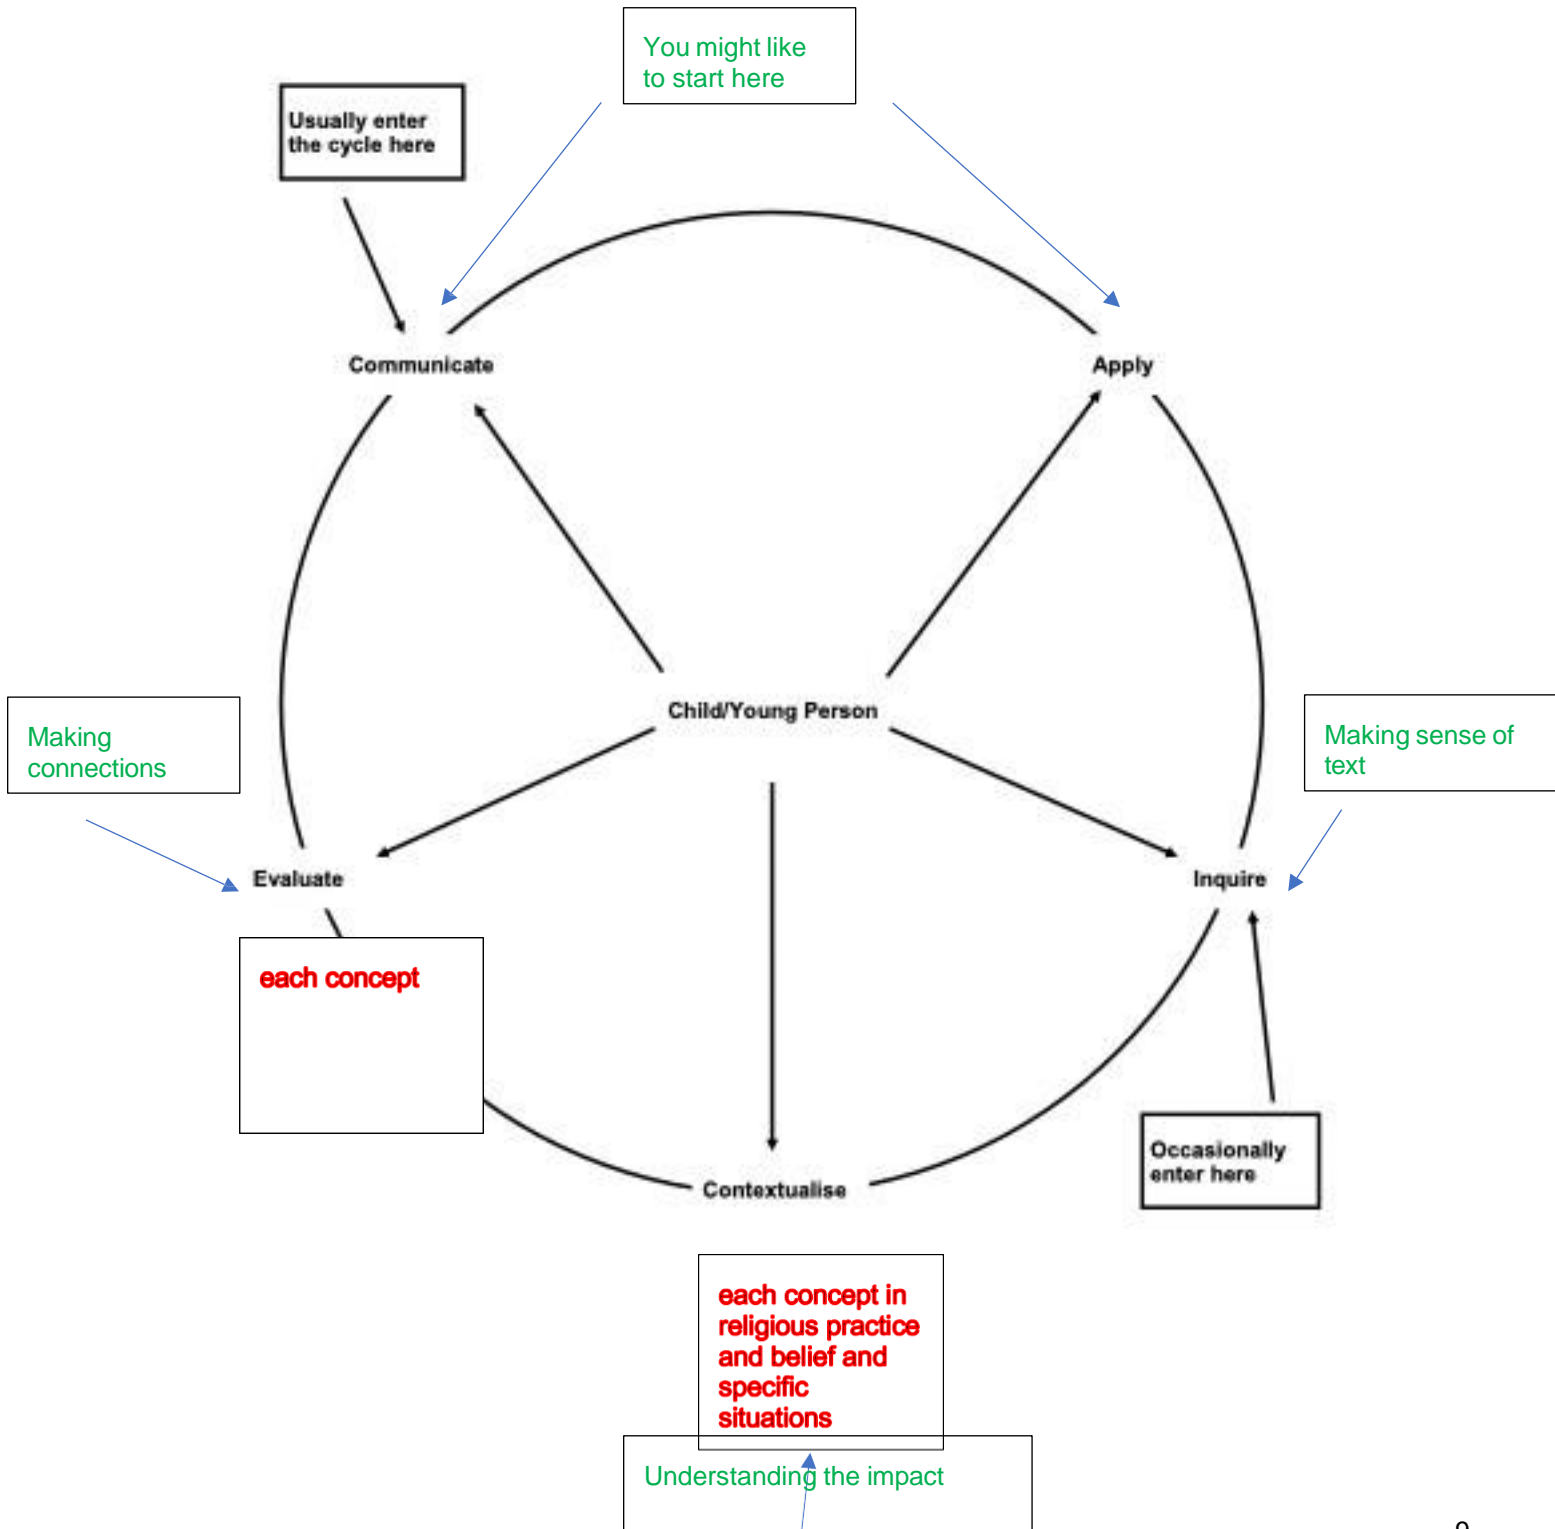 You might like
to start here
Usually enter
the cycle here
Communicate
Apply
Child/Young Person
Making
connections
Making sense of
text
Evaluate
Inquire
each concept
Occasionally
enter here
Contextualise
each concept in
religious practice
and belief and
specific
situations
Understanding the impact